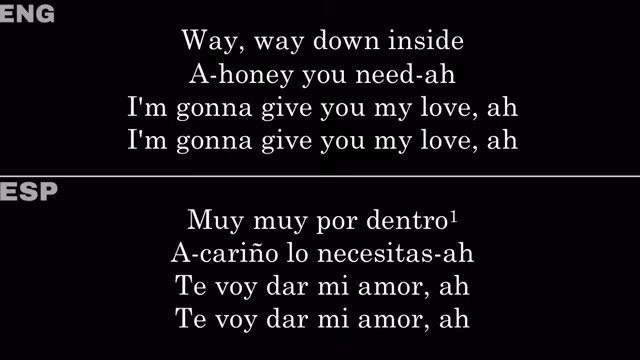 ENG
Way, way down inside
A-honey you need-ah
I'm gonna give you my love, ah
I'm gonna give you my love, ah
ESP
Muy muy por dentro¹
A-cariño lo necesitas-ah
Te voy dar mi amor, ah
Te voy dar mi amor, ah